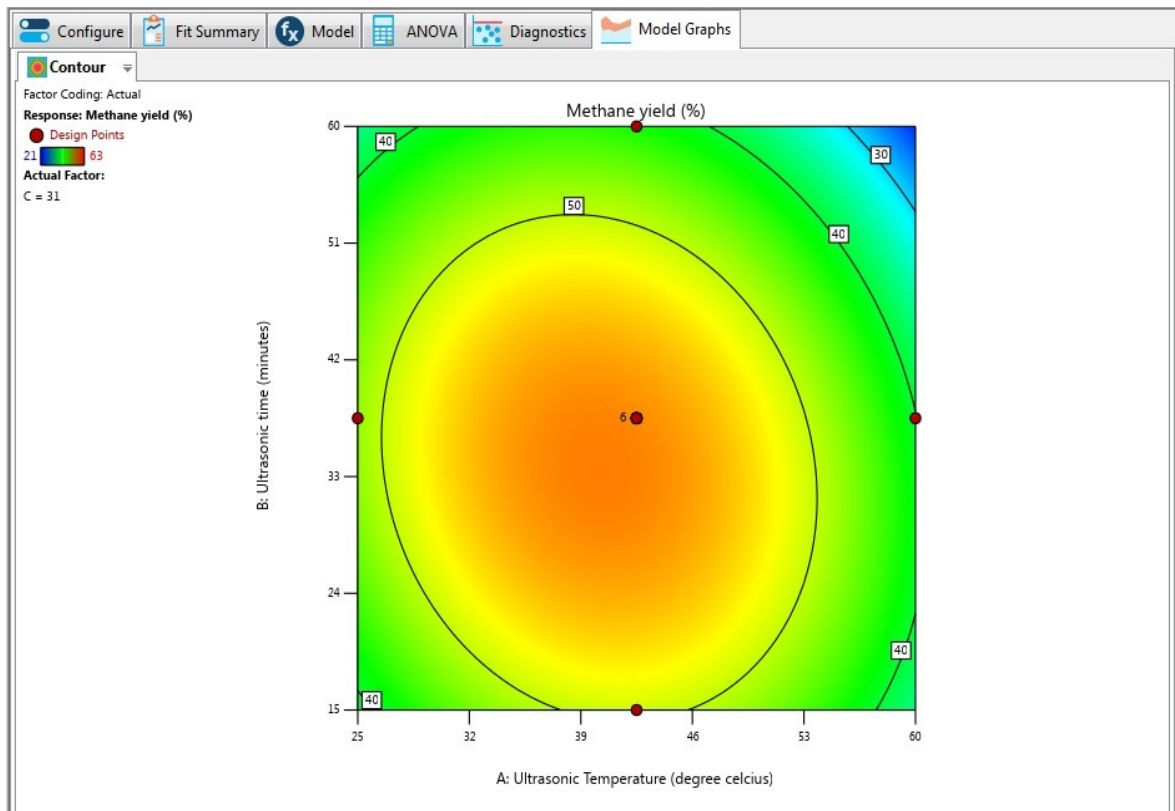 Configure Fit Summary Model ANOVA Diagnostics Model Graphs
Contour
Factor Coding: Actual
Response: Methane yield (%)
Design Points
21 63
Actual Factor:
C = 31
Methane yield (%)
60
51
42
33
24
15
B: Ultrasonic time (minutes)
40
30
50
40
6
40
40
25 32 39 46 53 60
A: Ultrasonic Temperature (degree celcius)